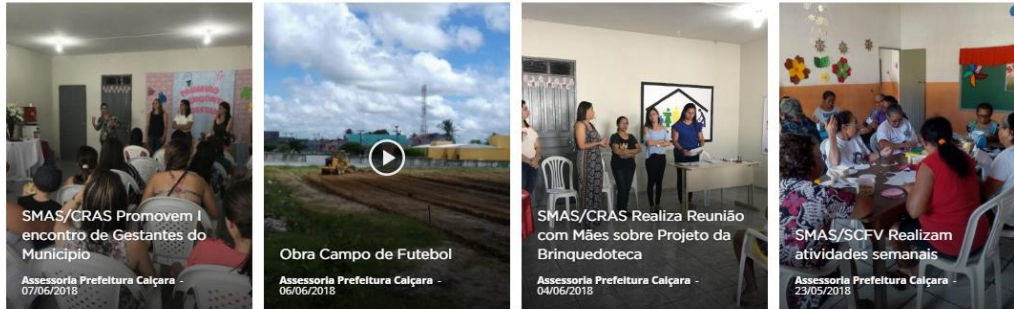 SMAS/CRAS Promovem I
encontro de Gestantes do
Municipio
Assessoria Prefeitura Caiçara -
07/06/2018
Obra Campo de Futebol
Assessoria Prefeitura Caiçara -
06/06/2018
SMAS/CRAS Realiza Reunião
com Mães sobre Projeto da
Brinquedoteca
Assessoria Prefeitura Caiçara -
04/06/2018
SMAS/SCFV Realizam
atividades semanais
Assessoria Prefeitura Caiçara -
23/05/2018